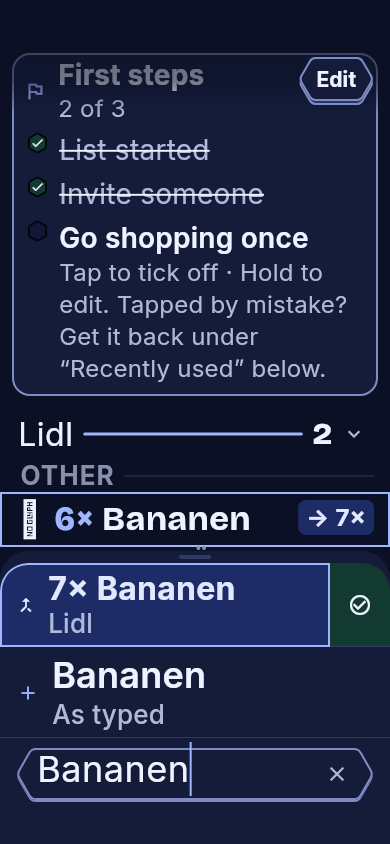 First steps
Edit
2 of 3
List started
Invite someone
Go shopping once
Tap to tick off · Hold to
edit. Tapped by mistake?
Get it back under
“Recently used” below.
Lidl
2
OTHER
NO GLYPH
6× Bananen
→ 7×
7× Bananen
Lidl
Bananen
As typed
Bananen